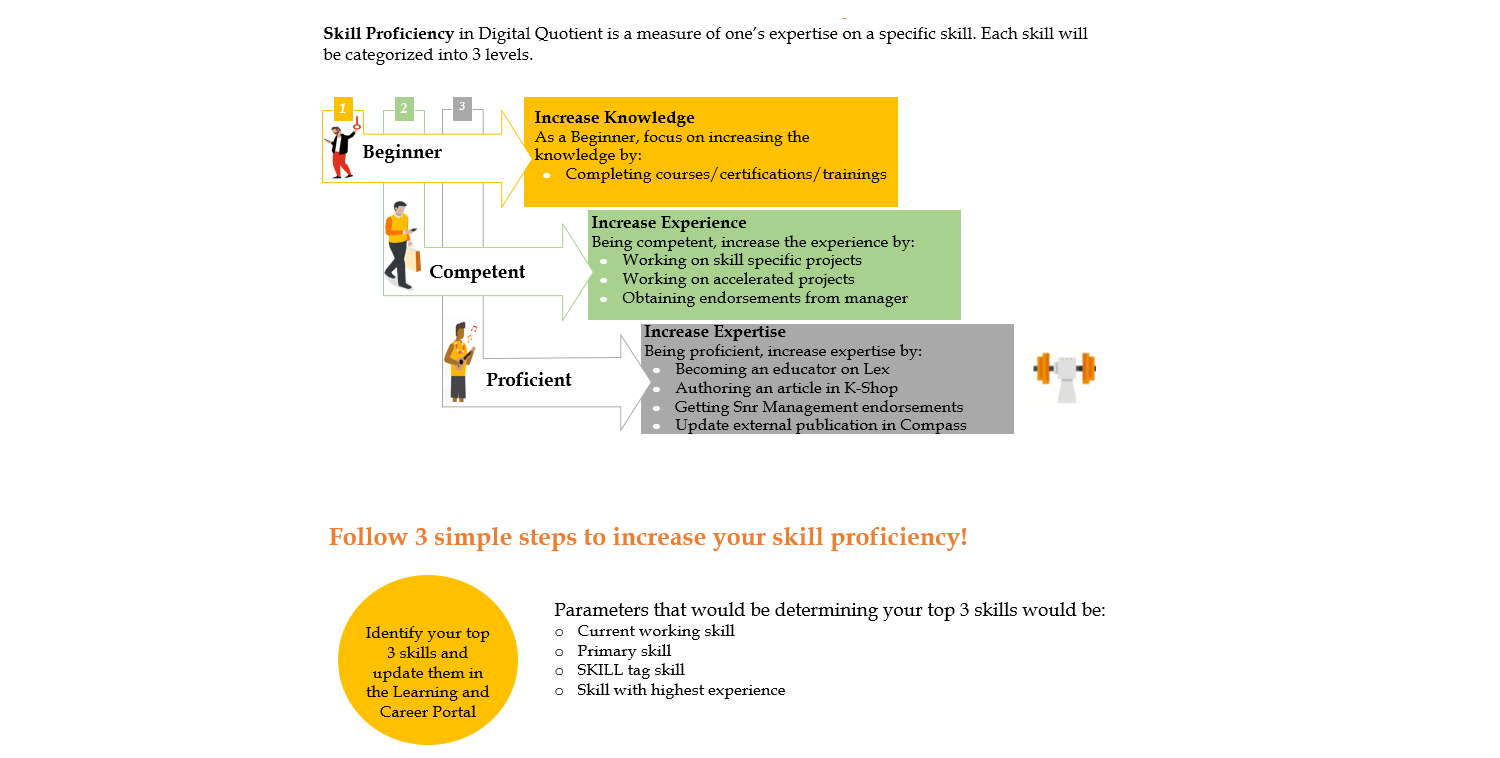 Skill Proficiency in Digital Quotient is a measure of one's expertise on a specific skill. Each skill will
be categorized into 3 levels.
1 2 3
Increase Knowledge
As a Beginner, focus on increasing the
knowledge by:
Beginner
• Completing courses/certifications/trainings
Increase Experience
Being competent, increase the experience by:
• Working on skill specific projects
Competent
• Working on accelerated projects
• Obtaining endorsements from manager
Increase Expertise
Being proficient, increase expertise by:
• Becoming an educator on Lex
Proficient
• Authoring an article in K-Shop
• Getting Snr Management endorsements
• Update external publication in Compass
Follow 3 simple steps to increase your skill proficiency!
Identify your top
3 skills and
update them in
the Learning and
Career Portal
Parameters that would be determining your top 3 skills would be:
o Current working skill
o Primary skill
o SKILL tag skill
o Skill with highest experience